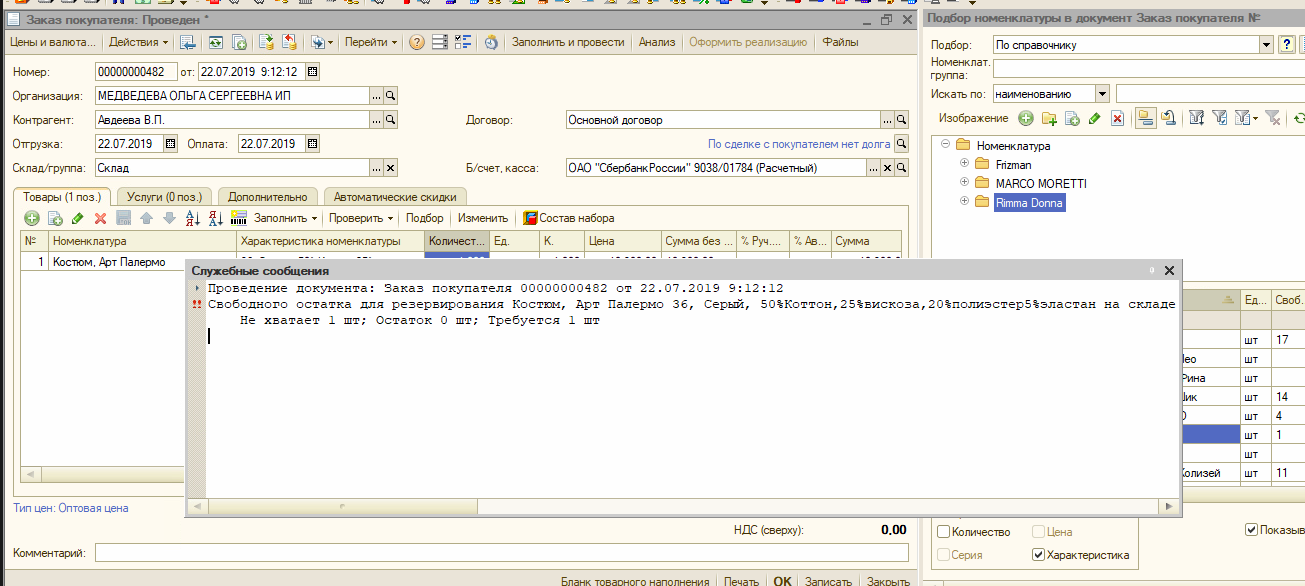 Заказ покупателя: Проведен *
Цены и валюта... Действия Перейти Заполнить и провести Анализ Оформить реализацию Файлы
Номер: 00000000482 от: 22.07.2019 9:12:12
Организация: МЕДВЕДЕВА ОЛЬГА СЕРГЕЕВНА ИП ...
Контрагент: Авдеева В.П. ... Договор: Основной договор ...
Отгрузка: 22.07.2019 Оплата: 22.07.2019 По сделке с покупателем нет долга
Склад/группа: Склад ... Б/счет, касса: ОАО "Сбербанк России" 9038/01784 (Расчетный) ...
Товары (1 поз.) Услуги (0 поз.) Дополнительно Автоматические скидки
Заполнить Проверить Подбор Изменить Состав набора
№ Номенклатура Характеристика номенклатуры Количест... Ед. К. Цена Сумма без ... % Руч.... % Ав... Сумма
1 Костюм, Арт Палермо
Служебные сообщения
Проведение документа: Заказ покупателя 00000000482 от 22.07.2019 9:12:12
!! Свободного остатка для резервирования Костюм, Арт Палермо 36, Серый, 50%Коттон,25%вискоза,20%полиэстер5%эластан на складе
Не хватает 1 шт; Остаток 0 шт; Требуется 1 шт
Тип цен: Оптовая цена
НДС (сверху): 0,00
Комментарий:
Бланк товарного наполнения Печать OK Записать Закрыть
Подбор номенклатуры в документ Заказ покупателя №
Подбор: По справочнику ?
Номенклат. группа:
Искать по: наименованию
Изображение
Номенклатура
Frizman
MARCO MORETTI
Rimma Donna
Ед... Своб.
шт 17
шт
Рина шт
шт 14
шт 4
шт 1
шт
Колизей шт 11
Количество Цена Показыв
Серия Характеристика